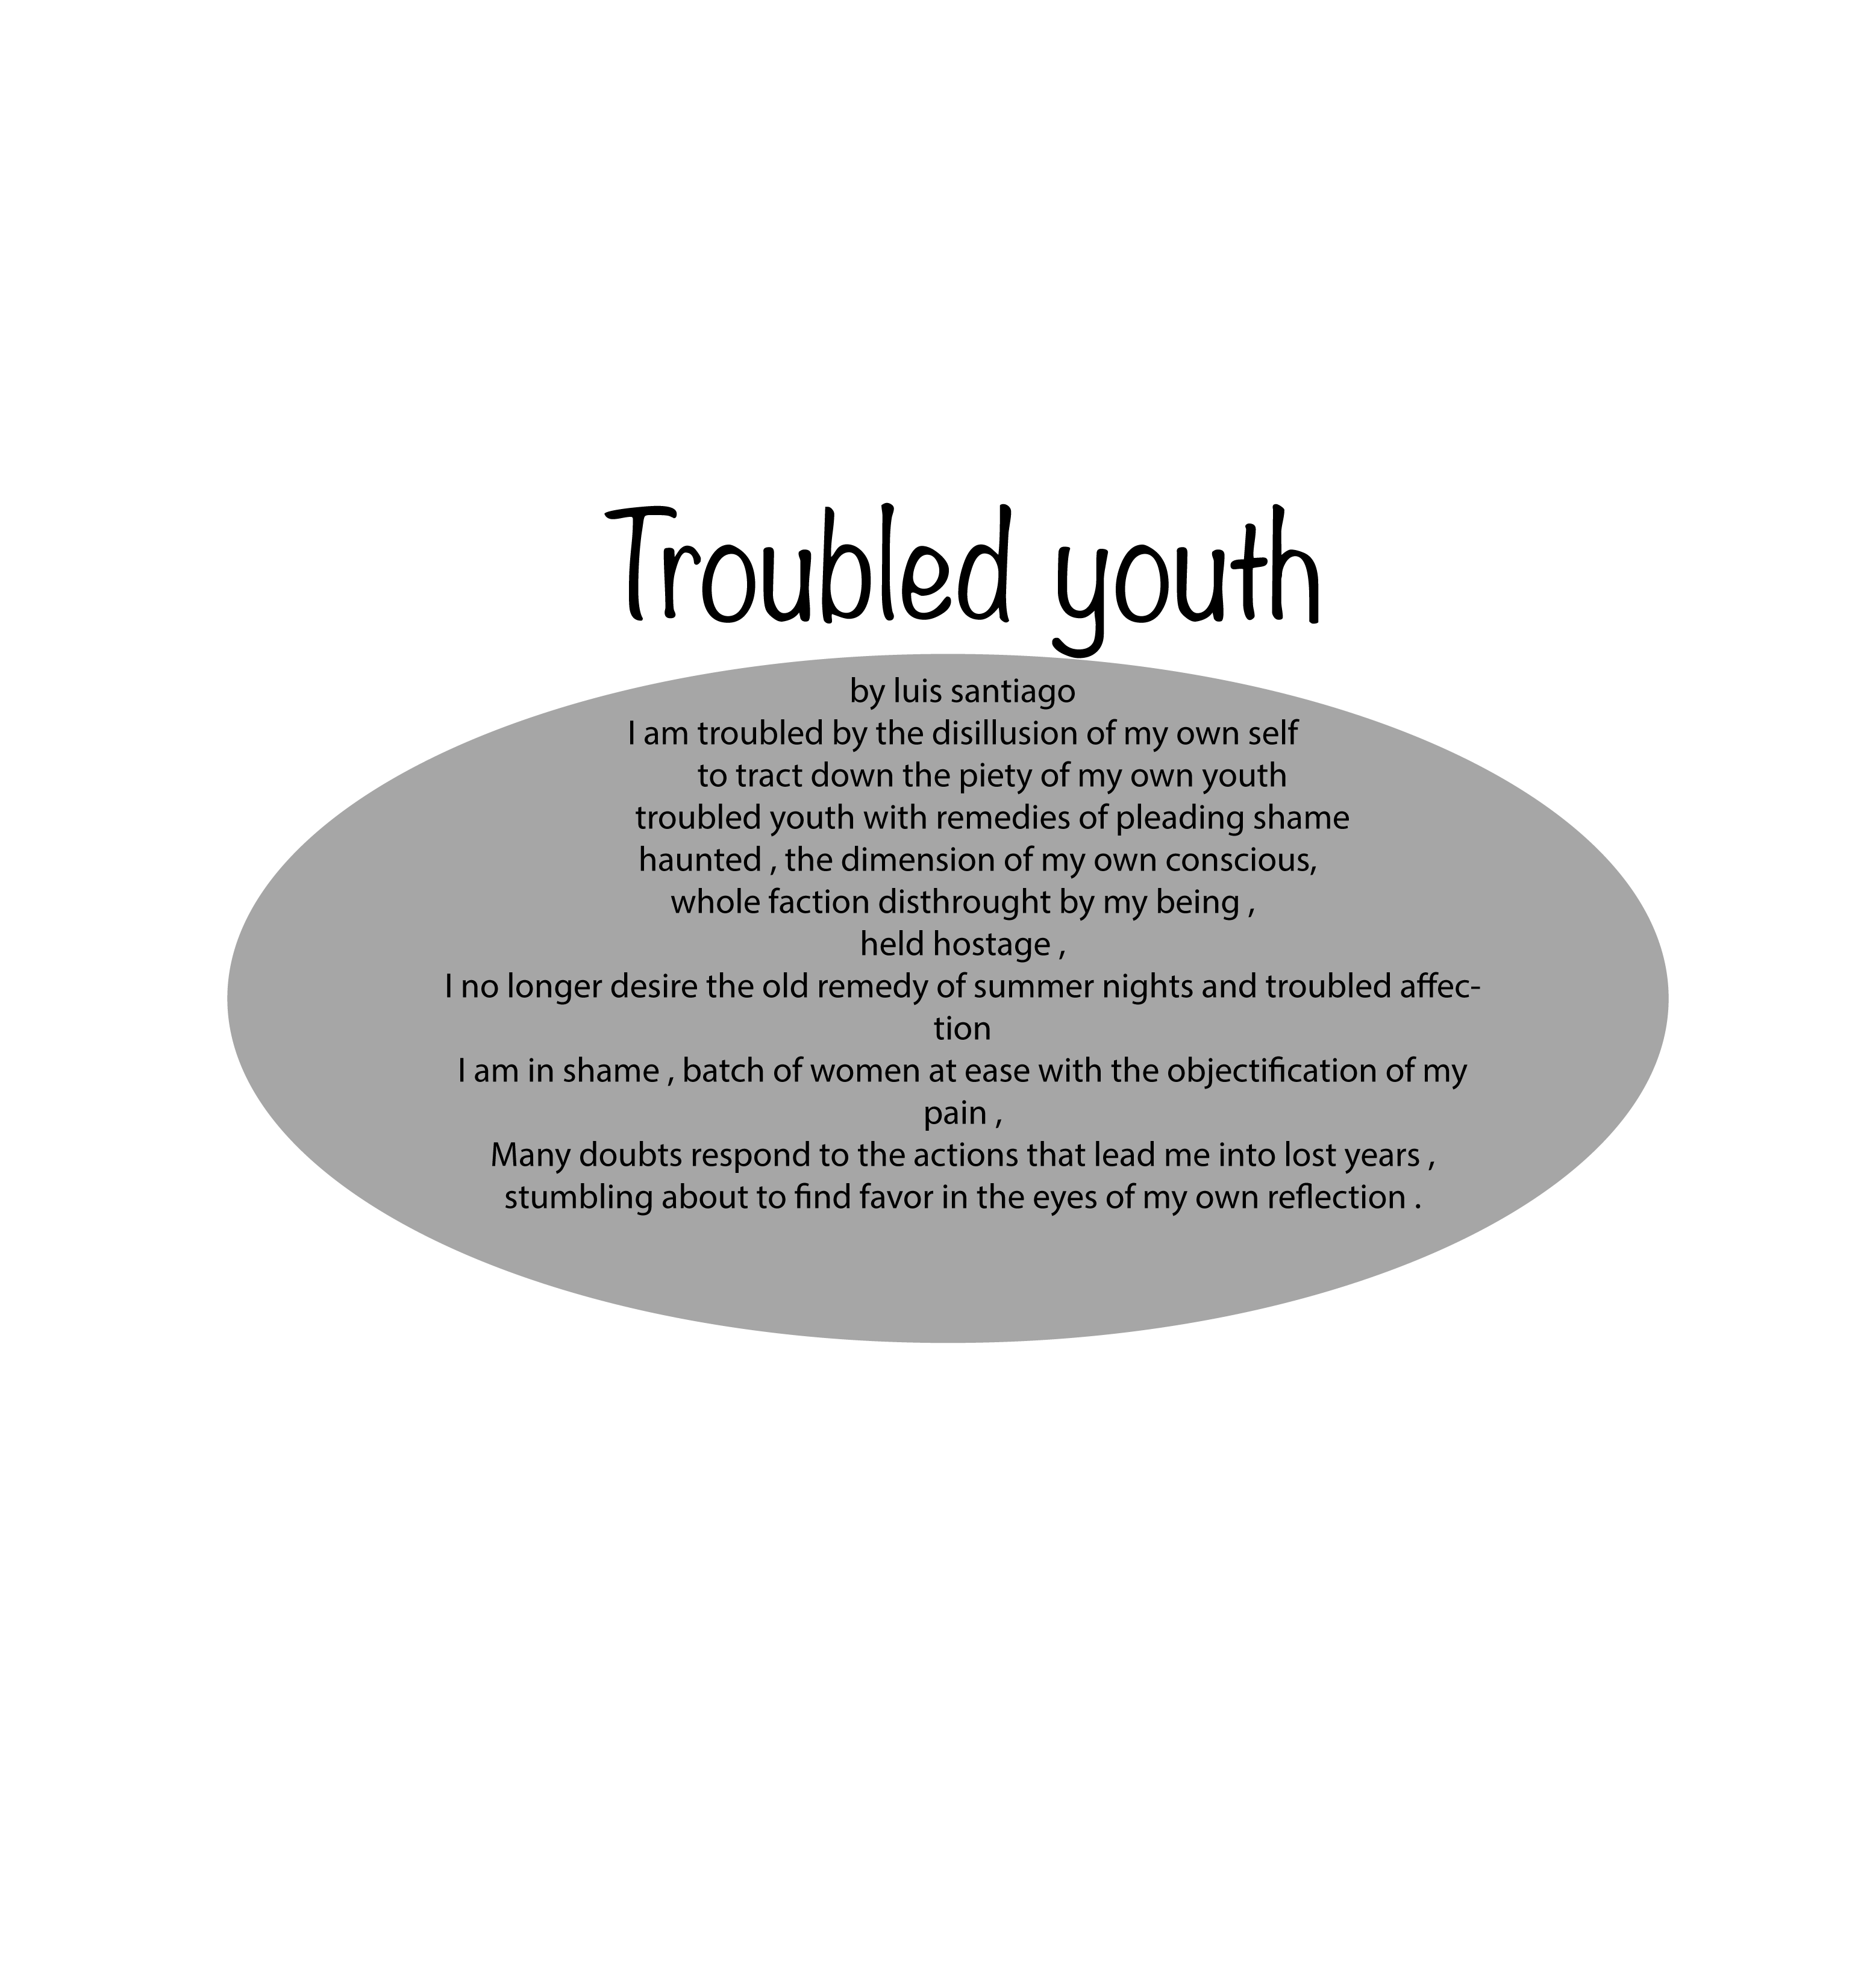 Troubled youth
by luis santiago
I am troubled by the disillusion of my own self
to tract down the piety of my own youth
troubled youth with remedies of pleading shame
haunted , the dimension of my own conscious,
whole faction disthrought by my being ,
held hostage ,
I no longer desire the old remedy of summer nights and troubled affec-
tion
I am in shame , batch of women at ease with the objectification of my
pain ,
Many doubts respond to the actions that lead me into lost years ,
stumbling about to find favor in the eyes of my own reflection .